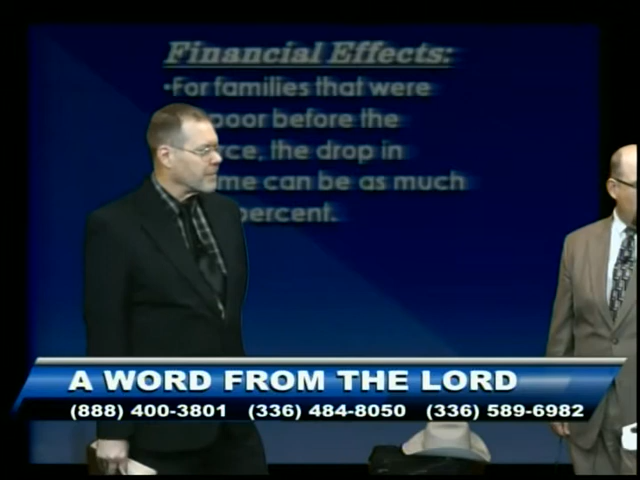 Financial Effects:
•For families that were
poor before the
rce, the drop in
me can be as much
percent.
A WORD FROM THE LORD
(888) 400-3801 (336) 484-8050 (336) 589-6982